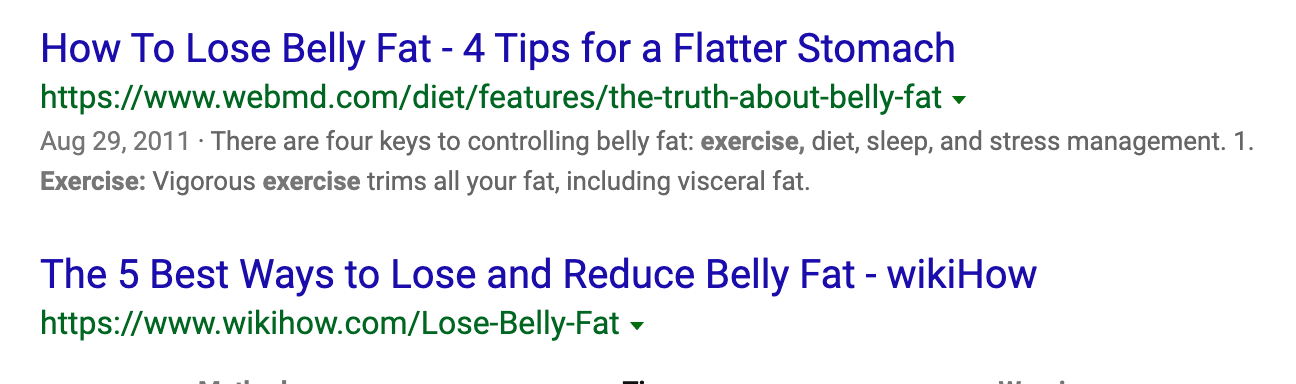 How To Lose Belly Fat - 4 Tips for a Flatter Stomach
https://www.webmd.com/diet/features/the-truth-about-belly-fat
Aug 29, 2011 · There are four keys to controlling belly fat: exercise, diet, sleep, and stress management. 1.
Exercise: Vigorous exercise trims all your fat, including visceral fat.
The 5 Best Ways to Lose and Reduce Belly Fat - wikiHow
https://www.wikihow.com/Lose-Belly-Fat